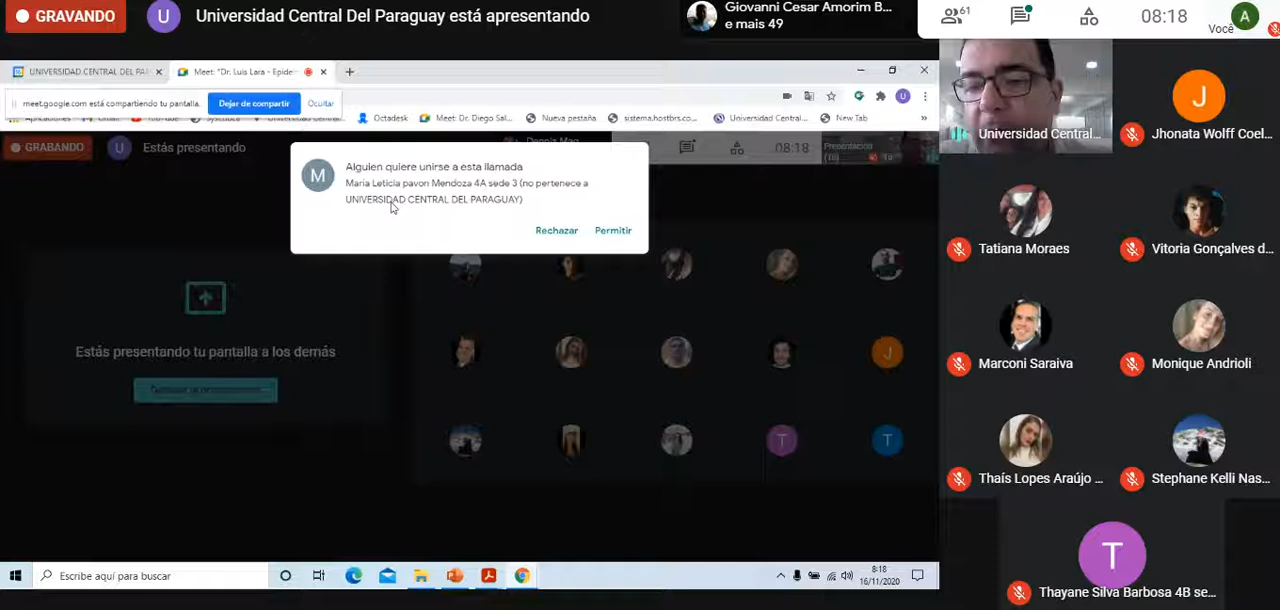 GRAVANDO
U
Universidad Central Del Paraguay está apresentando
Giovanni Cesar Amorim B...
e mais 49
61
08:18
Você
A
UNIVERSIDAD CENTRAL DEL PA
Meet: "Dr. Luis Lara - Epide
meet.google.com está compartiendo tu pantalla.
Dejar de compartir
Ocultar
U
Aplicaciones
Gmail
YouTube
Octadesk
Meet: Dr. Diego Sal...
Nueva pestaña
sistema.hostbrs.co...
Universidad Central...
New Tab
»
GRABANDO
U
Estás presentando
08:18
M
Alguien quiere unirse a esta llamada
Maria Leticia pavon Mendoza 4A sede 3 (no pertenece a
UNIVERSIDAD CENTRAL DEL PARAGUAY)
Rechazar
Permitir
Estás presentando tu pantalla a los demás
J
T
T
Universidad Central...
J
Jhonata Wolff Coel...
Tatiana Moraes
Vitoria Gonçalves d...
Marconi Saraiva
Monique Andrioli
Thaís Lopes Araújo ...
Stephane Kelli Nas...
T
Thayane Silva Barbosa 4B se...
Escribe aquí para buscar
8:18
16/11/2020